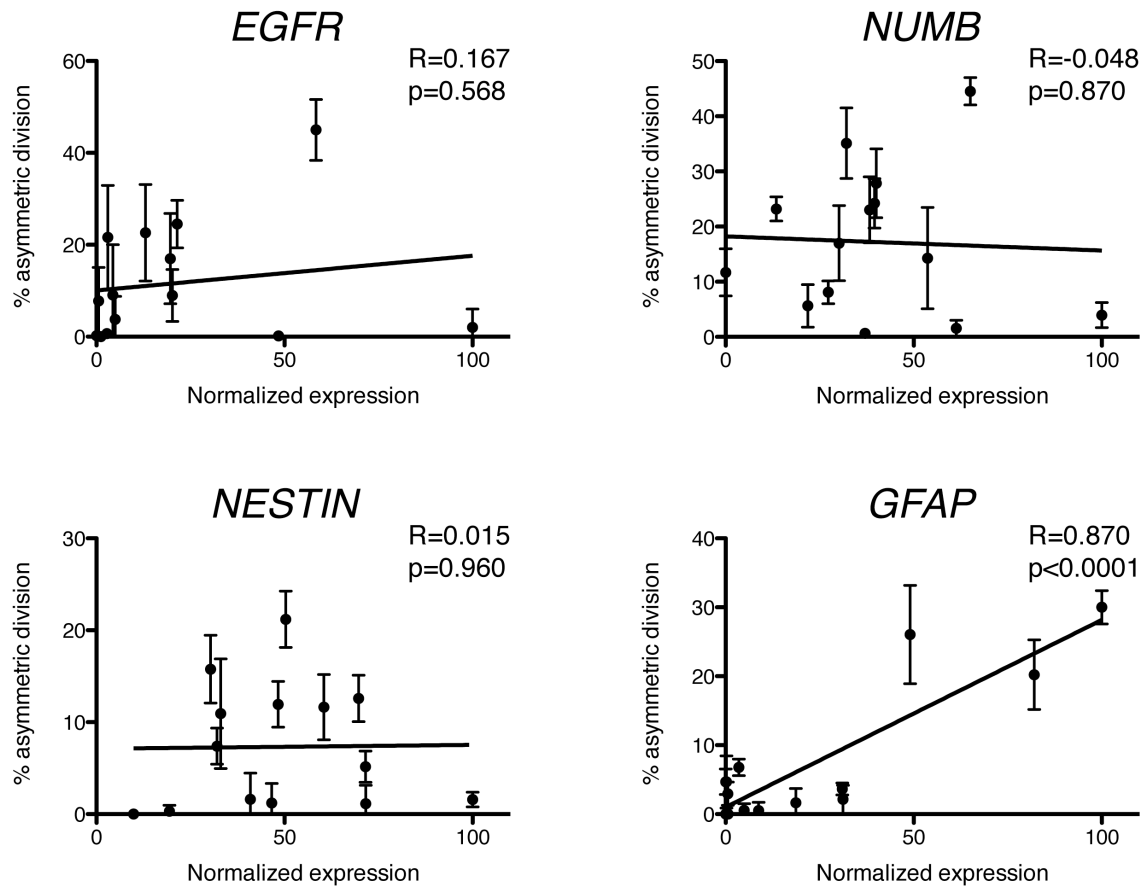 EGFR
R=0.167
p=0.568
60
40
20
0
% asymmetric division
0 50 100
Normalized expression
NUMB
R=-0.048
p=0.870
50
40
30
20
10
0
% asymmetric division
0 50 100
Normalized expression
NESTIN
R=0.015
p=0.960
30
20
10
0
% asymmetric division
0 50 100
Normalized expression
GFAP
R=0.870
p<0.0001
40
30
20
10
0
% asymmetric division
0 50 100
Normalized expression